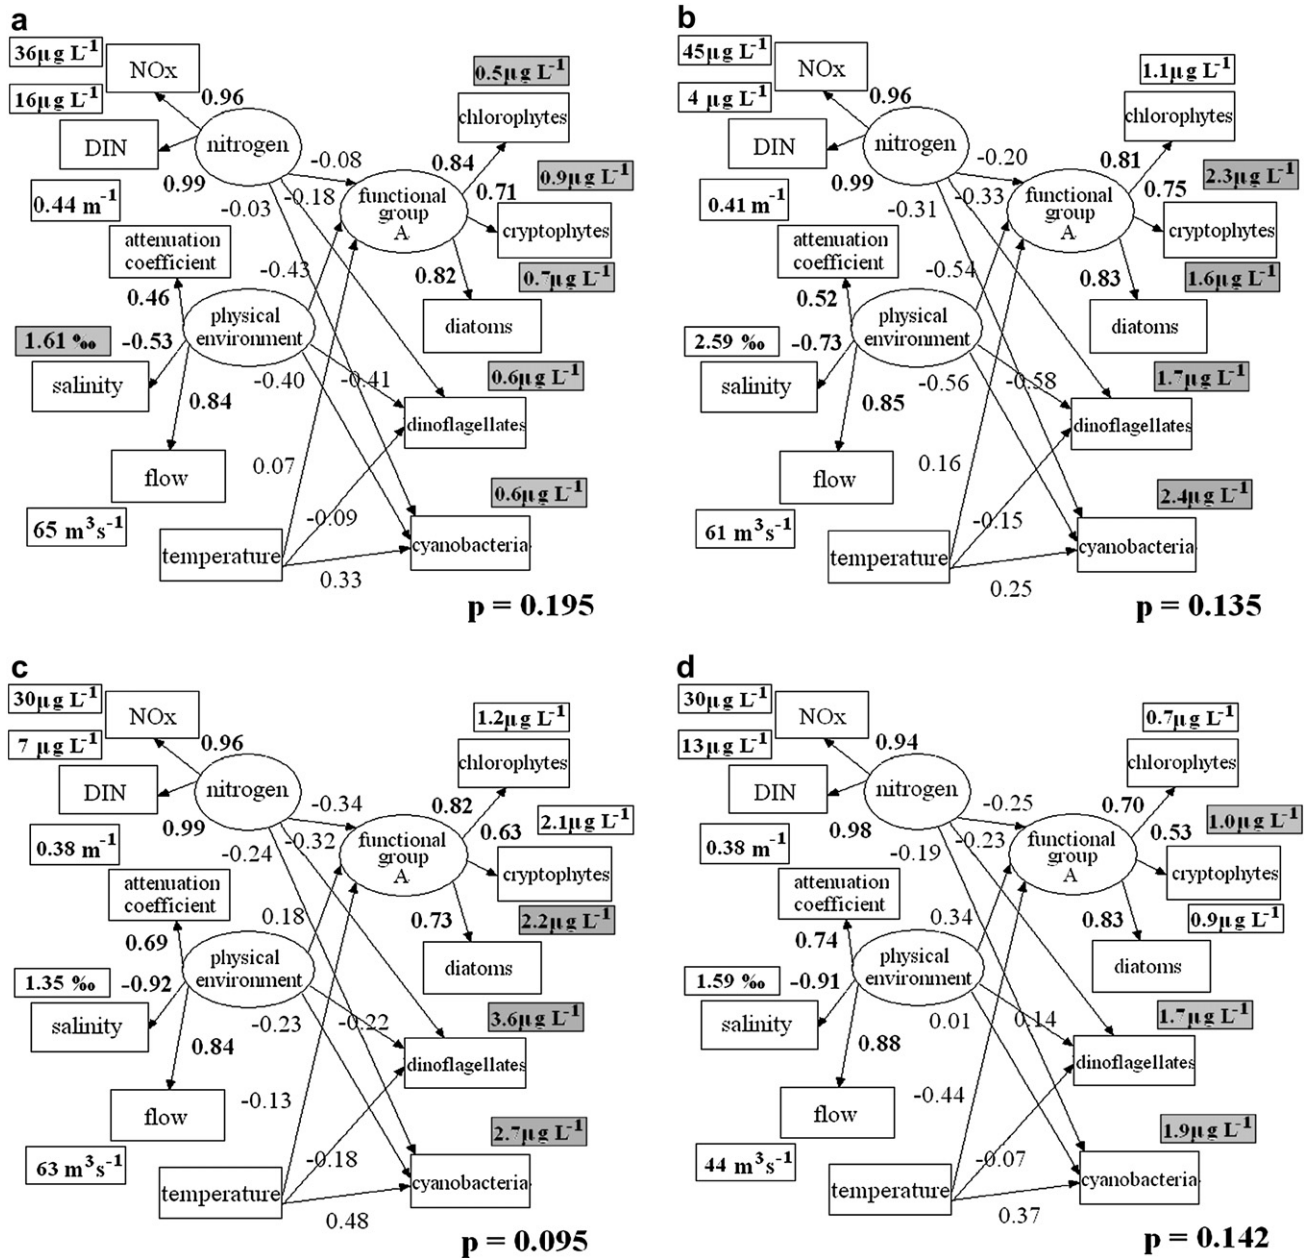 a
36µg L-1
NOx
0.5µg L-1
16µg L-1
0.96
chlorophytes
DIN
nitrogen
-0.08
0.84
0.9µg L-1
0.99
0.71
0.44 m-1
-0.03
-0.18
functional
group
A
cryptophytes
attenuation
coefficient
-0.43
0.82
0.7µg L-1
0.46
physical
environment
diatoms
1.61 ‰
-0.53
salinity
-0.40
-0.41
0.6µg L-1
0.84
dinoflagellates
flow
0.07
0.6µg L-1
65 m3s-1
-0.09
temperature
cyanobacteria
0.33
p = 0.195
b
45µg L-1
NOx
1.1µg L-1
4 µg L-1
0.96
chlorophytes
DIN
nitrogen
-0.20
0.81
2.3µg L-1
0.99
0.75
0.41 m-1
-0.31
-0.33
functional
group
A
cryptophytes
attenuation
coefficient
-0.54
0.83
1.6µg L-1
0.52
physical
environment
diatoms
2.59 ‰
-0.73
salinity
-0.56
-0.58
1.7µg L-1
0.85
dinoflagellates
flow
0.16
2.4µg L-1
61 m3s-1
-0.15
temperature
cyanobacteria
0.25
p = 0.135
c
30µg L-1
NOx
1.2µg L-1
7 µg L-1
0.96
chlorophytes
DIN
nitrogen
-0.34
0.82
2.1µg L-1
0.99
0.63
0.38 m-1
-0.24
-0.32
functional
group
A
cryptophytes
attenuation
coefficient
0.18
0.73
2.2µg L-1
0.69
physical
environment
diatoms
1.35 ‰
-0.92
salinity
-0.23
-0.22
3.6µg L-1
0.84
dinoflagellates
flow
-0.13
2.7µg L-1
63 m3s-1
-0.18
temperature
cyanobacteria
0.48
p = 0.095
d
30µg L-1
NOx
0.7µg L-1
13µg L-1
0.94
chlorophytes
DIN
nitrogen
-0.25
0.70
1.0µg L-1
0.98
0.53
0.38 m-1
-0.19
-0.23
functional
group
A
cryptophytes
attenuation
coefficient
0.34
0.83
0.9µg L-1
0.74
physical
environment
diatoms
1.59 ‰
-0.91
salinity
0.01
0.14
1.7µg L-1
0.88
dinoflagellates
flow
-0.44
1.9µg L-1
44 m3s-1
-0.07
temperature
cyanobacteria
0.37
p = 0.142